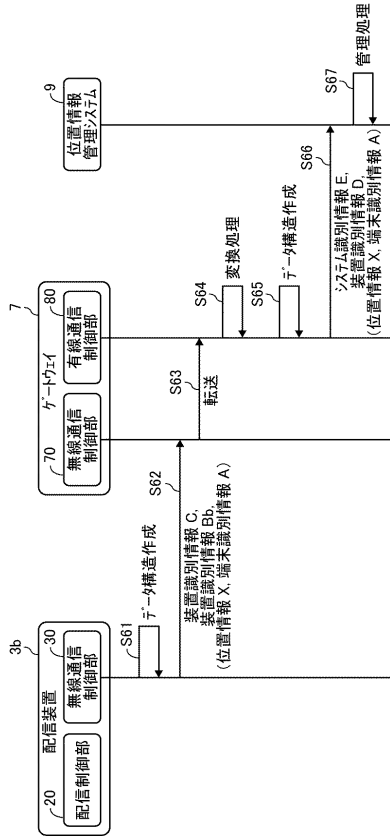 3b
配信装置
20
配信制御部
30
無線通信
制御部
7
ゲートウェイ
70
無線通信
制御部
80
有線通信
制御部
9
位置情報
管理システム
S61
データ構造作成
S62
装置識別情報 C,
装置識別情報 Bb,
(位置情報 X, 端末識別情報 A)
S63
転送
S64
変換処理
S65
データ構造作成
S66
システム識別情報 E,
装置識別情報 D,
(位置情報 X, 端末識別情報 A)
S67
管理処理